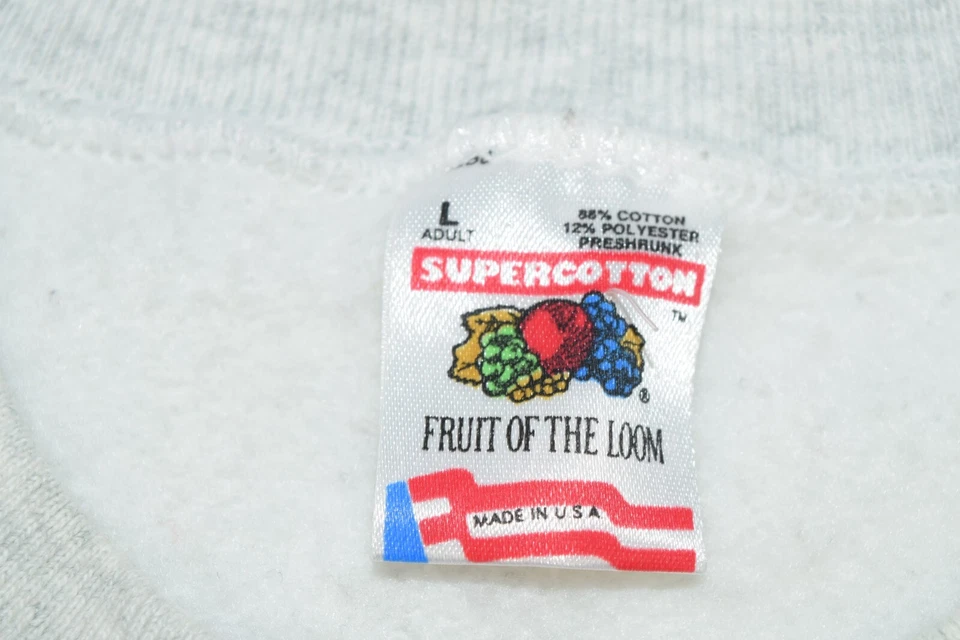 L
ADULT
88% COTTON
12% POLYESTER
PRESHRUNK
SUPERCOTTON
TM
®
FRUIT OF THE LOOM
MADE IN U S A